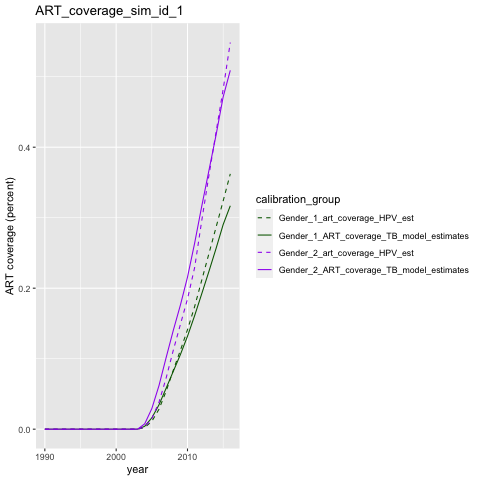 ART_coverage_sim_id_1
ART coverage (percent)
0.4
0.2
0.0
1990 2000 2010
year
calibration_group
Gender_1_art_coverage_HPV_est
Gender_1_ART_coverage_TB_model_estimates
Gender_2_art_coverage_HPV_est
Gender_2_ART_coverage_TB_model_estimates